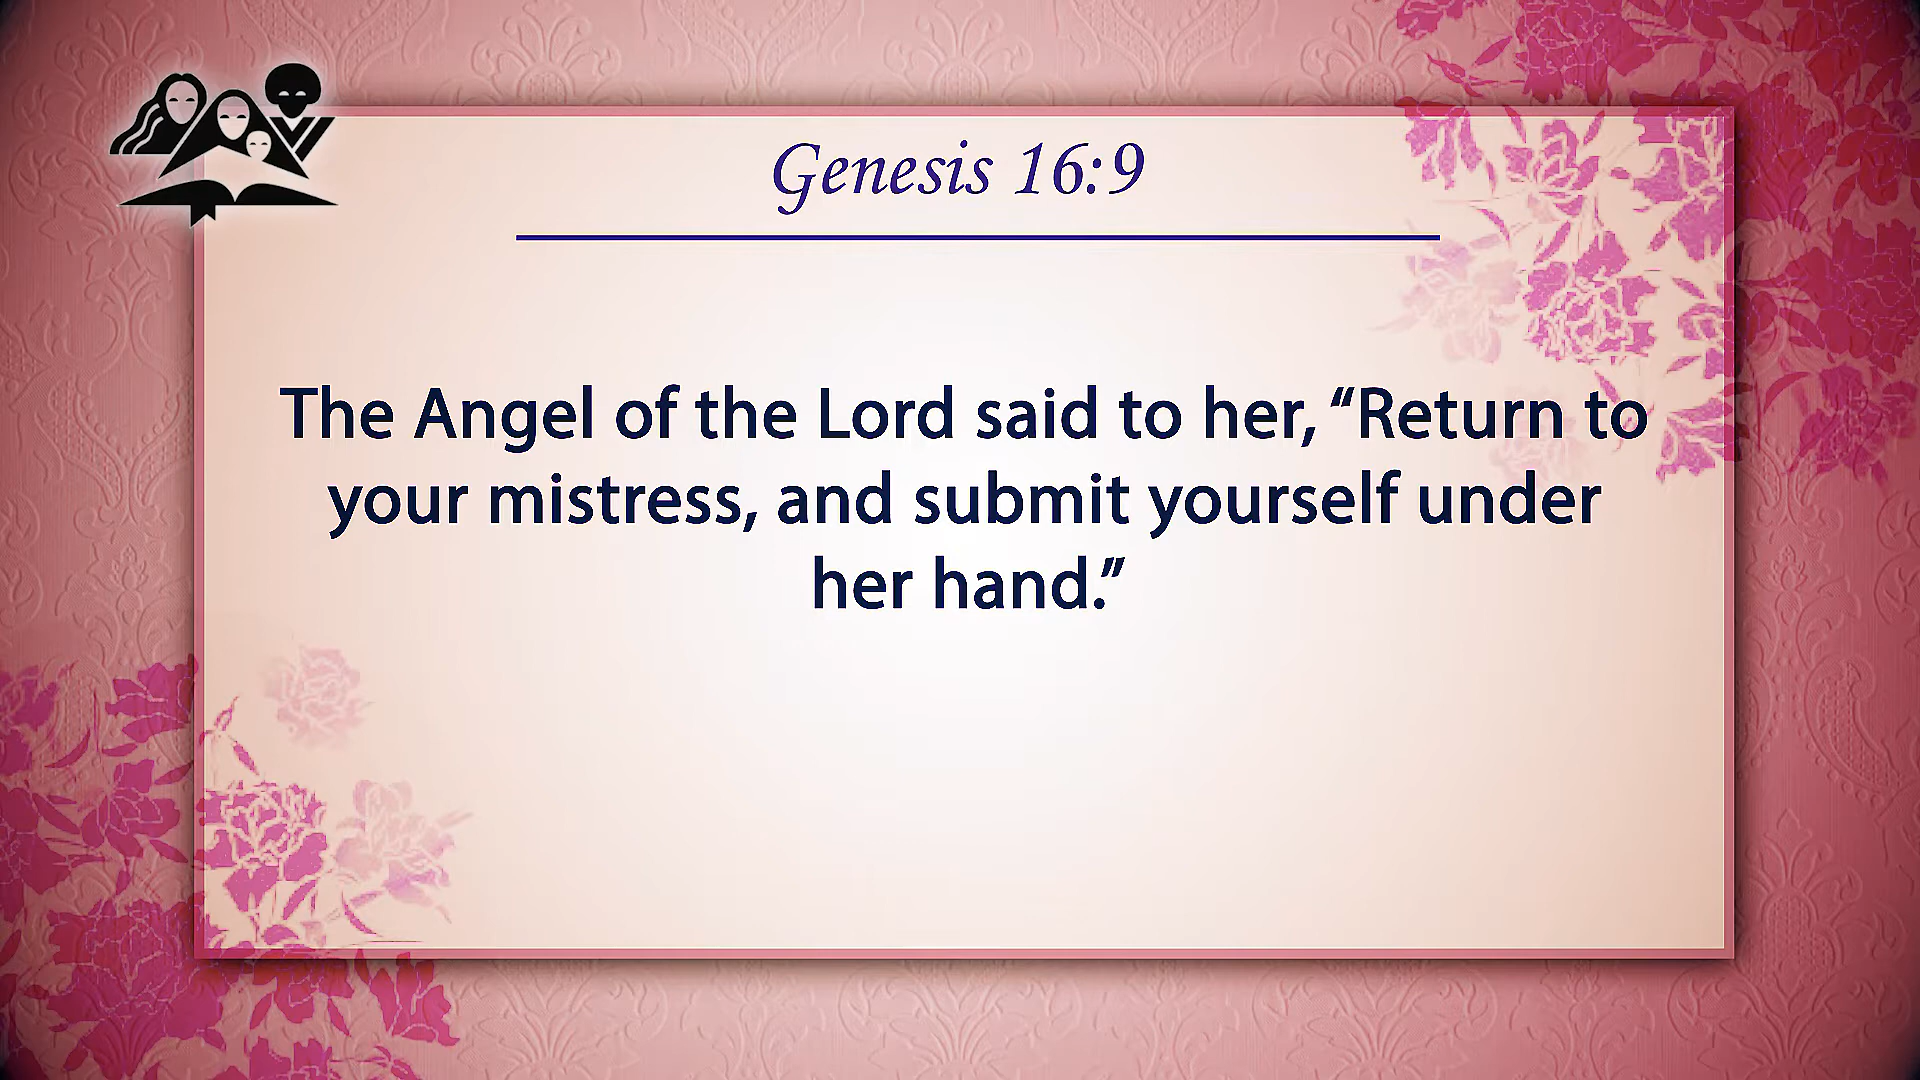 Genesis 16:9
The Angel of the Lord said to her, “Return to
your mistress, and submit yourself under
her hand.”